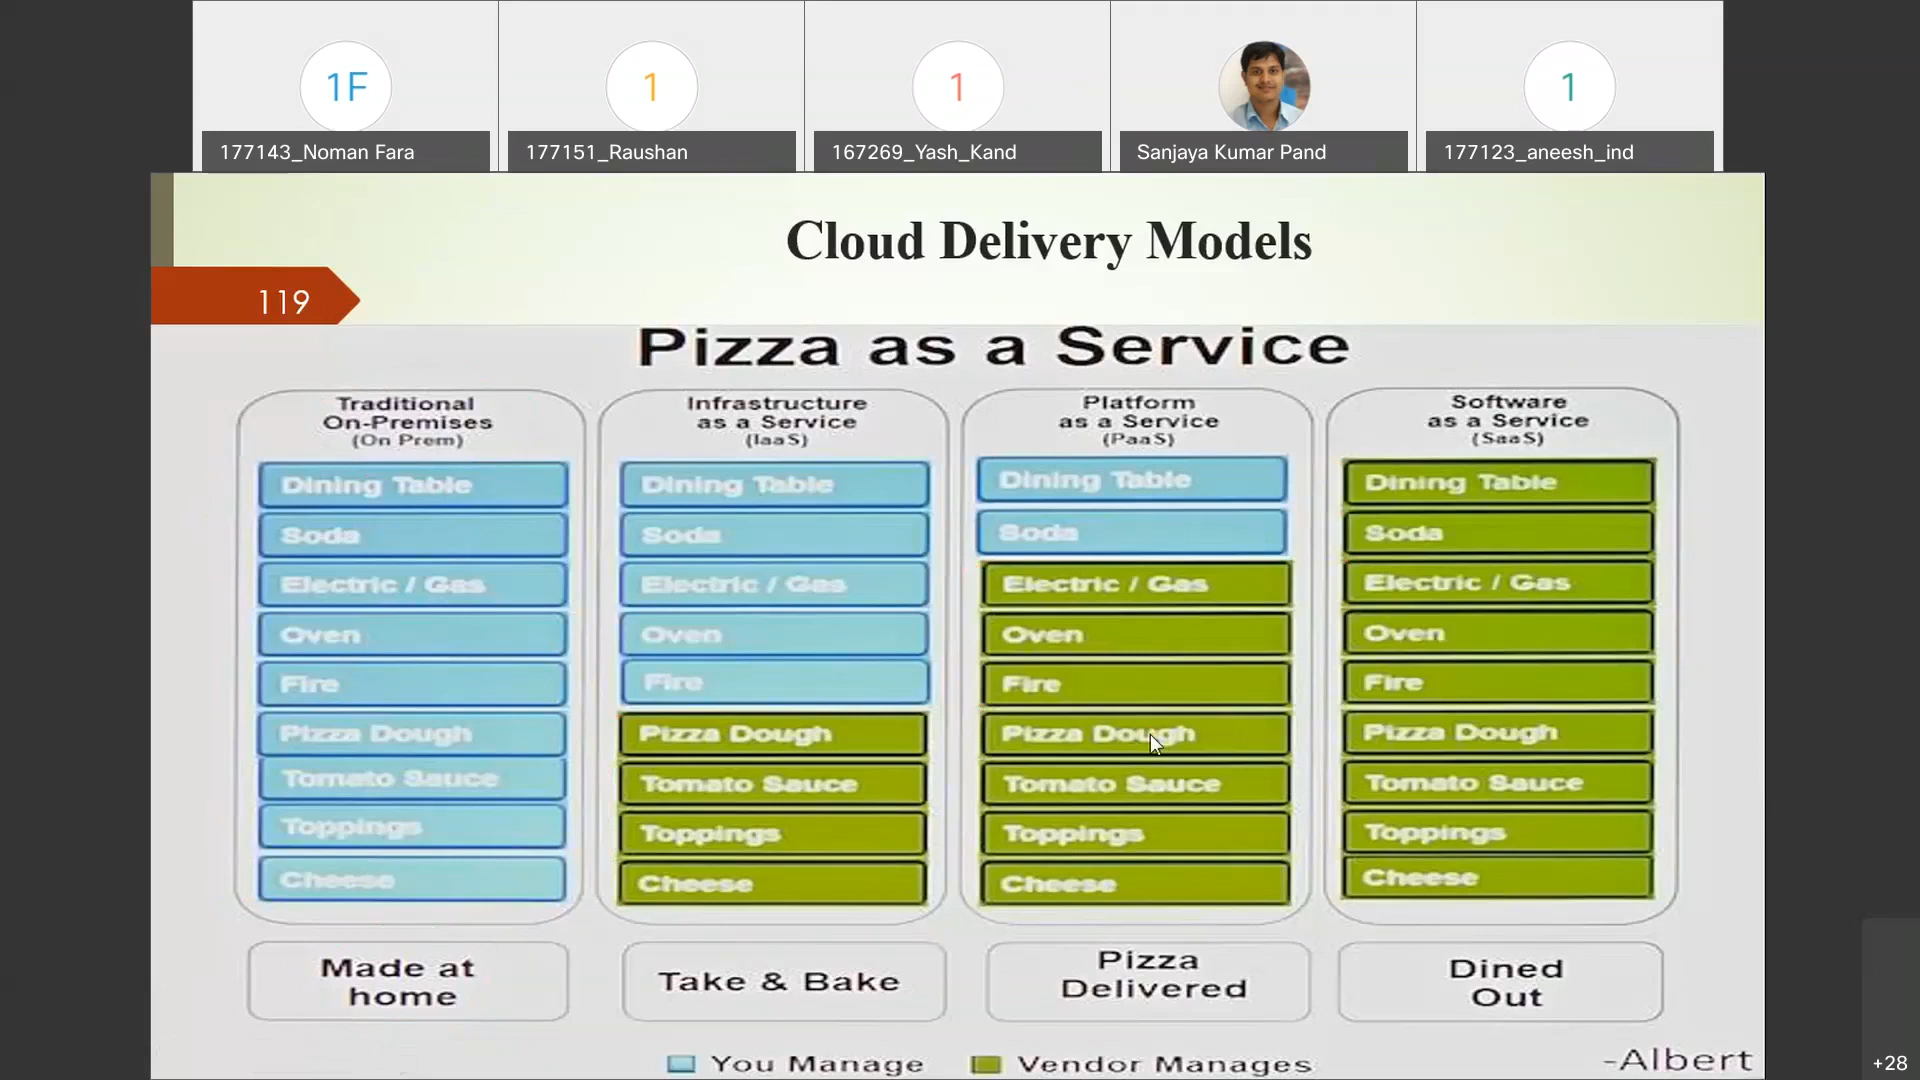 1F
1
1
1
177143_Noman Fara
177151_Raushan
167269_Yash_Kand
Sanjaya Kumar Pand
177123_aneesh_ind
Cloud Delivery Models
119
Pizza as a Service
Traditional
On-Premises
(On Prem)
Dining Table
Soda
Electric / Gas
Oven
Fire
Pizza Dough
Tomato Sauce
Toppings
Cheese
Made at
home
Infrastructure
as a Service
(IaaS)
Dining Table
Soda
Electric / Gas
Oven
Fire
Pizza Dough
Tomato Sauce
Toppings
Cheese
Take & Bake
Platform
as a Service
(PaaS)
Dining Table
Soda
Electric / Gas
Oven
Fire
Pizza Dough
Tomato Sauce
Toppings
Cheese
Pizza
Delivered
Software
as a Service
(SaaS)
Dining Table
Soda
Electric / Gas
Oven
Fire
Pizza Dough
Tomato Sauce
Toppings
Cheese
Dined
Out
You Manage
Vendor Manages
-Albert
+28